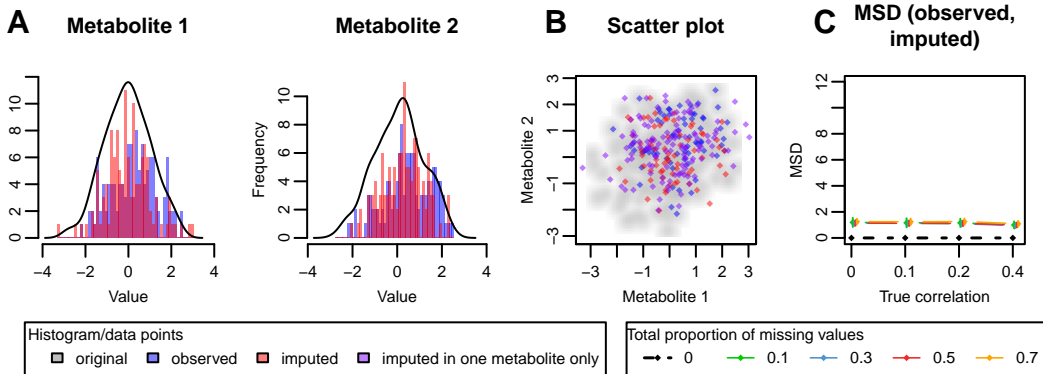 A
Metabolite 1
Metabolite 2
B
Scatter plot
C
MSD (observed,
imputed)
0
2
4
6
8
10
−4
−2
0
2
4
Value
Frequency
0
2
4
6
8
10
−4
−2
0
2
4
Value
Metabolite 2
−3
−1
1
2
3
−3
−1
0
1
2
3
Metabolite 1
MSD
0
2
4
6
8
12
0
0.1
0.2
0.4
True correlation
Histogram/data points
original observed imputed imputed in one metabolite only
Total proportion of missing values
0 0.1 0.3 0.5 0.7